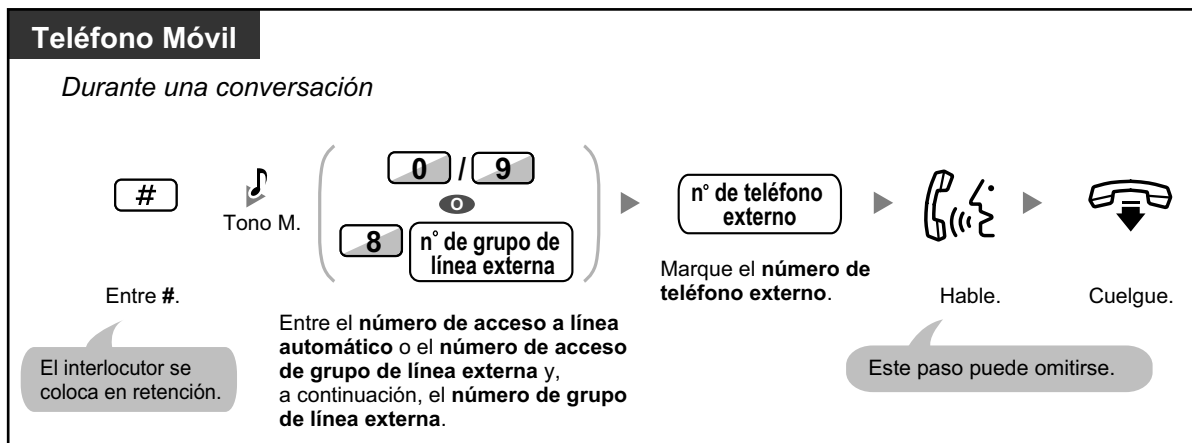 Teléfono Móvil
Durante una conversación
#
Tono M.
0 / 9
o
8
n° de grupo de
línea externa
n° de teléfono
externo
Entre #.
El interlocutor se
coloca en retención.
Entre el número de acceso a línea
automático o el número de acceso
de grupo de línea externa y,
a continuación, el número de grupo
de línea externa.
Marque el número de
teléfono externo.
Hable.
Este paso puede omitirse.
Cuelgue.